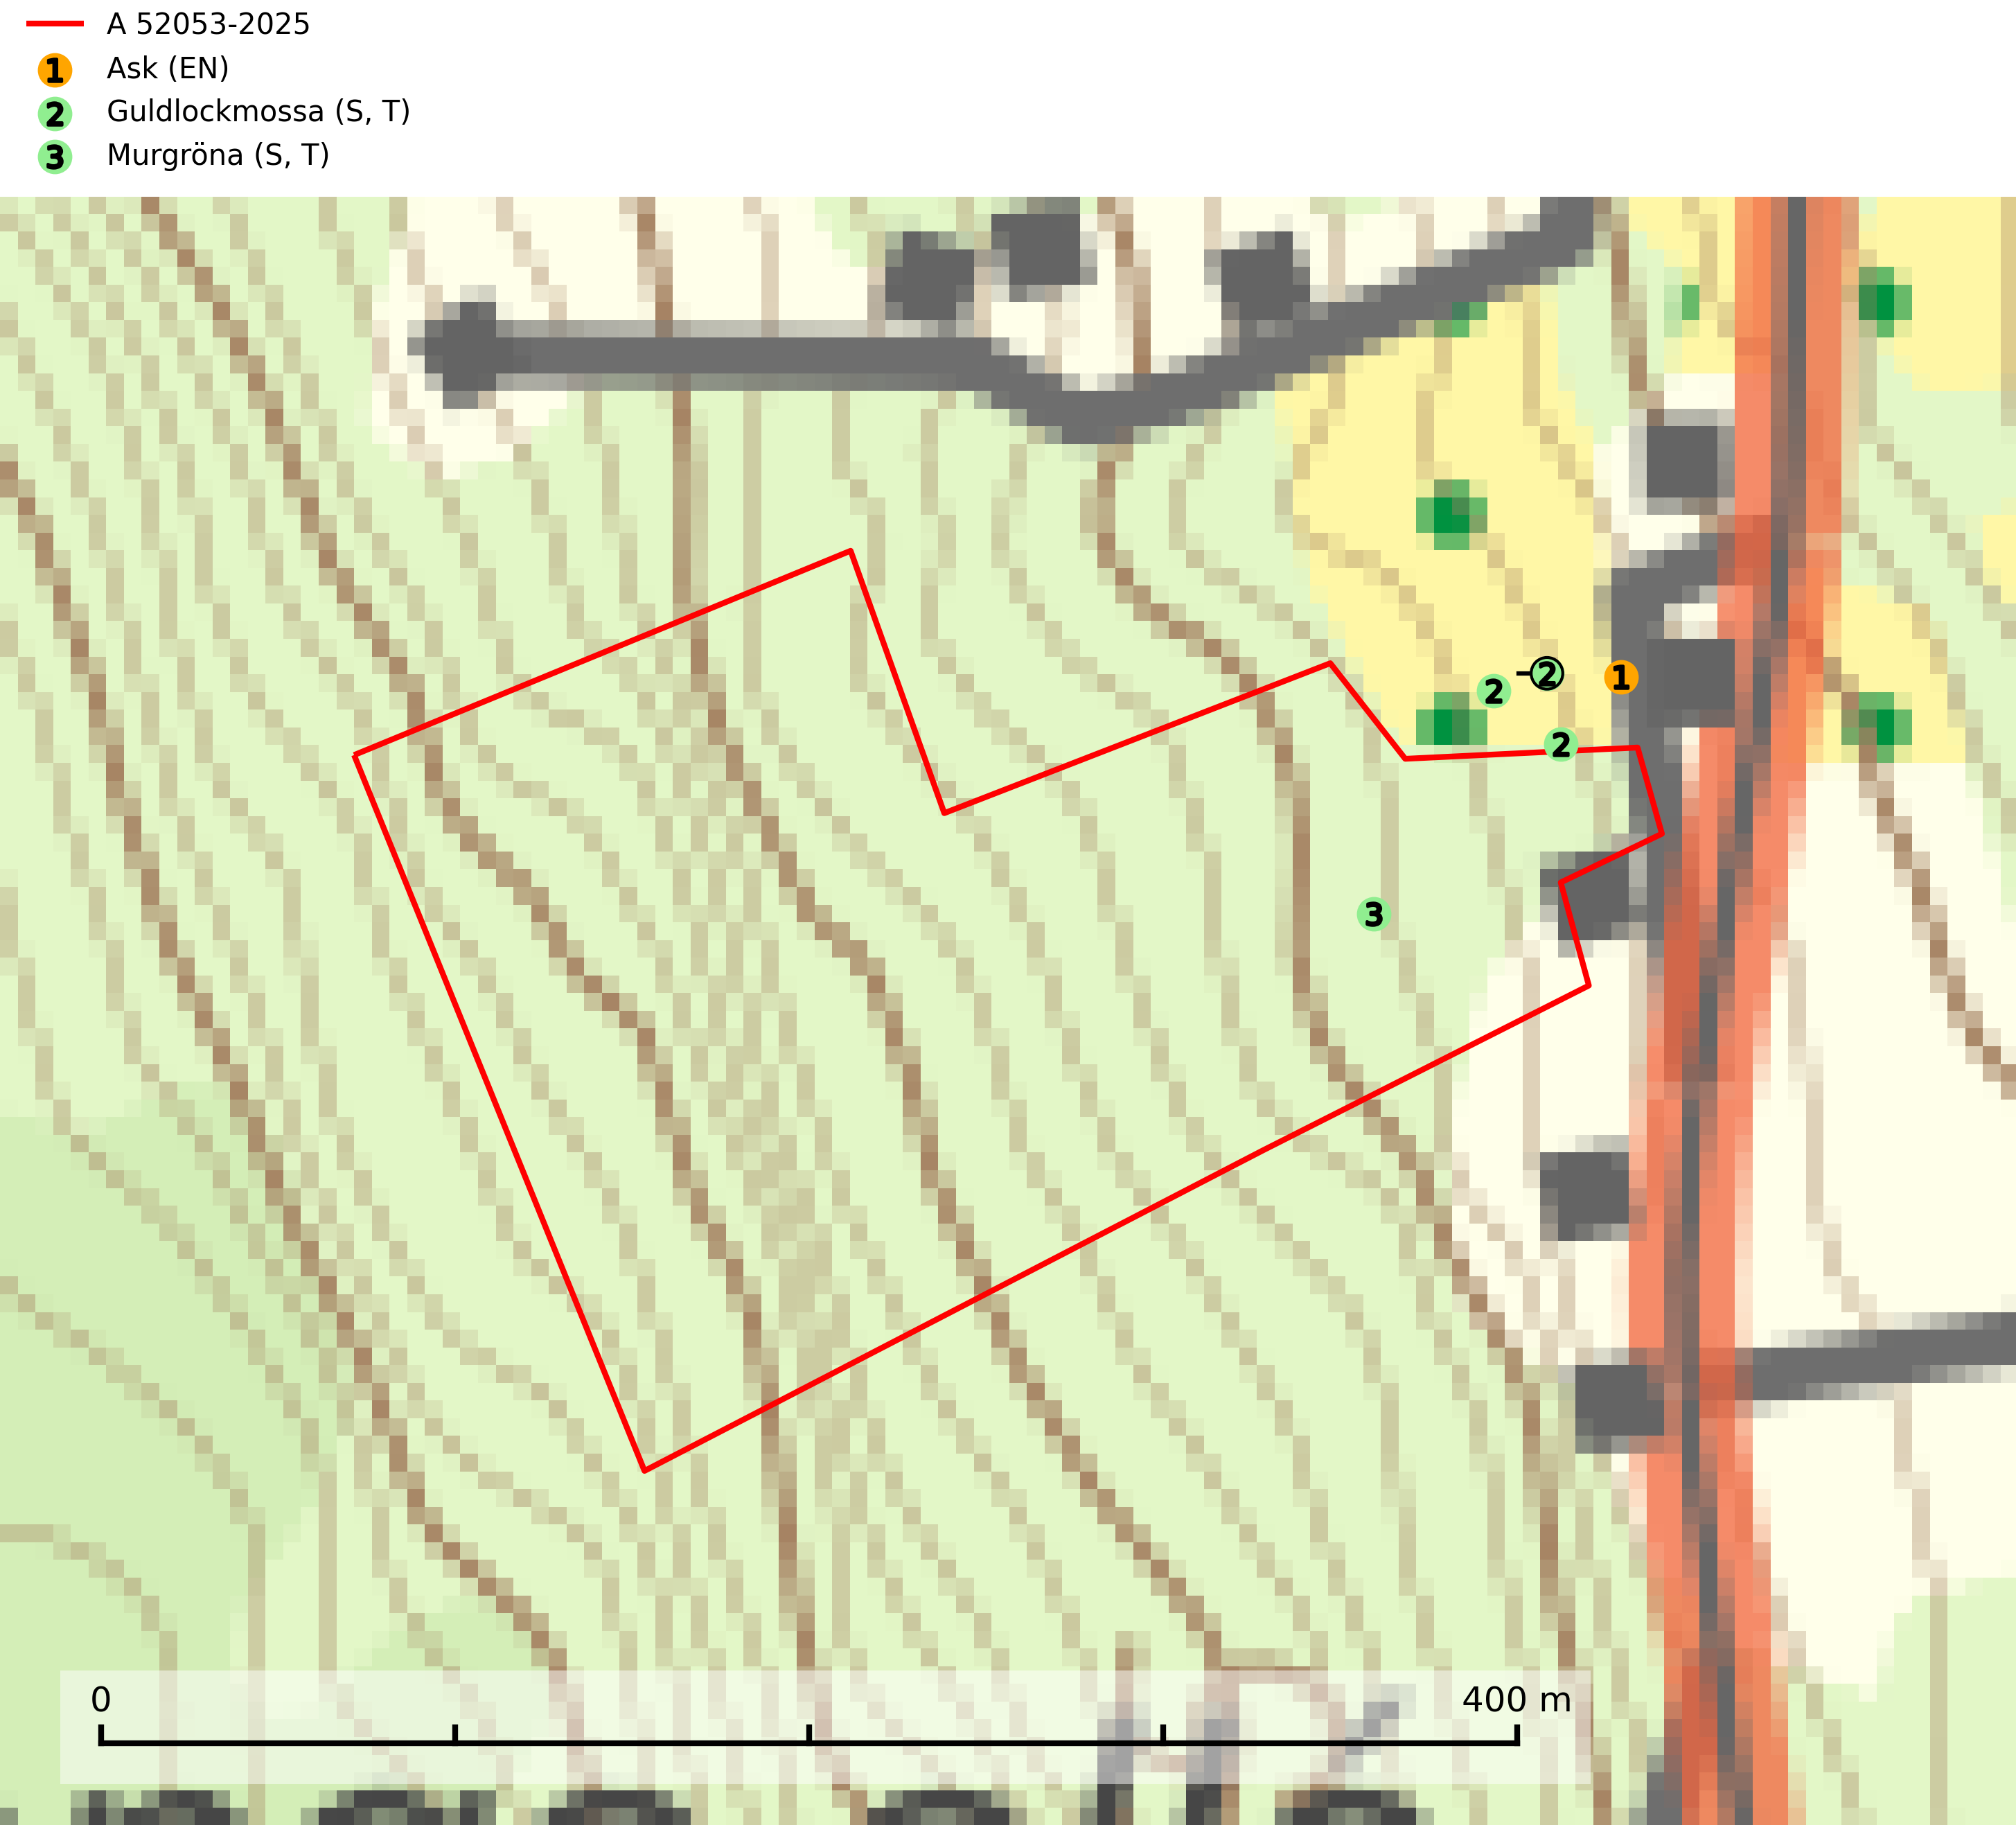 A 52053-2025
1 Ask (EN)
2 Guldlockmossa (S, T)
3 Murgröna (S, T)
2 2 1
2
3
0 400 m